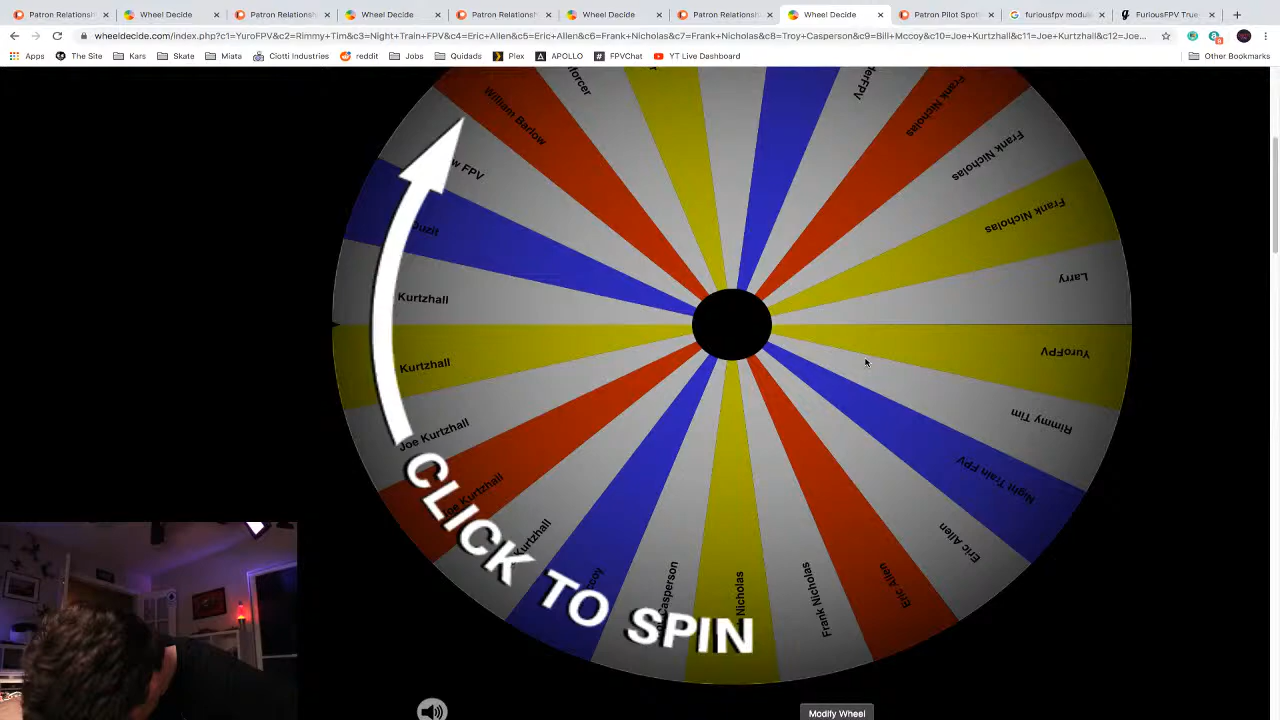 Patron Relations
Wheel Decide
Patron Relations
Wheel Decide
Patron Relations
Wheel Decide
Patron Relations
Wheel Decide
Patron Pilot Spot
furiousfpv module
FuriousFPV True
wheeldecide.com/index.php?c1=YuroFPV&c2=Rimmy+Tim&c3=Night+Train+FPV&c4=Eric+Allen&c5=Eric+Allen&c6=Frank+Nicholas&c7=Frank+Nicholas&c8=Troy+Casperson&c9=Bill+Mccoy&c10=Joe+Kurtzhall&c11=Joe+Kurtzhall&c12=Joe...
Apps
The Site
Kars
Skate
Miata
Ciotti Industries
reddit
Jobs
Quidads
Plex
APOLLO
FPVChat
YT Live Dashboard
Other Bookmarks
William Barlow
Frank Nicholas
Frank Nicholas
Frank Nicholas
Larry
YuroFPV
Rimmy Tim
Night Train FPV
Eric Allen
Eric Allen
Frank Nicholas
Nicholas
Casperson
Kurtzhall
Joe Kurtzhall
Joe Kurtzhall
Kurtzhall
Kurtzhall
FPV
CLICK TO SPIN
Modify Wheel